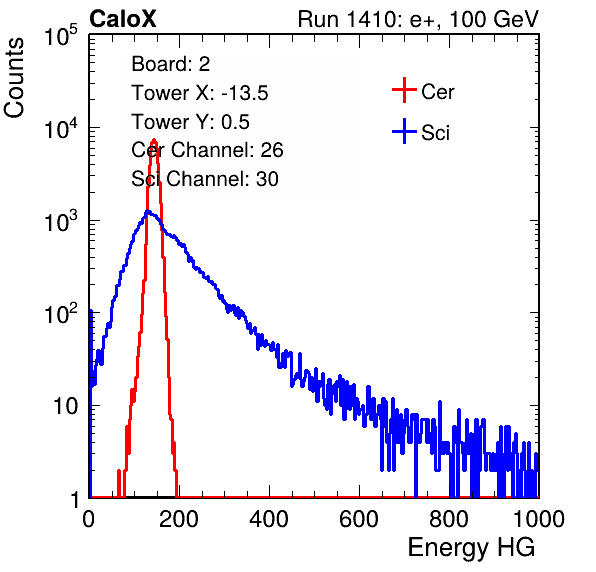 CaloX Run 1410: e+, 100 GeV
Counts
Board: 2
Tower X: -13.5
Tower Y: 0.5
Cer Channel: 26
Sci Channel: 30
Cer
Sci
10^5
10^4
10^3
10^2
10
1
0 200 400 600 800 1000
Energy HG